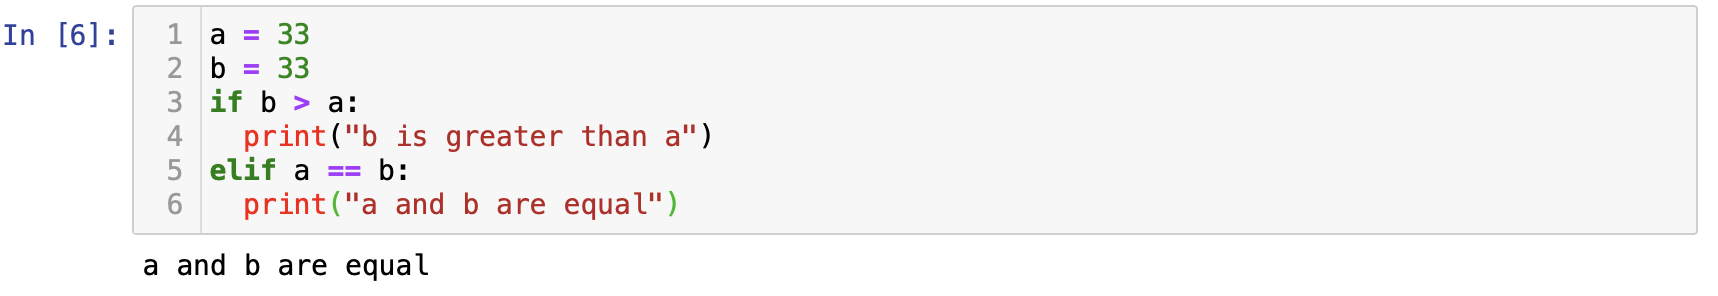 In [6]:
1 a = 33
2 b = 33
3 if b > a:
4   print("b is greater than a")
5 elif a == b:
6   print("a and b are equal")
a and b are equal